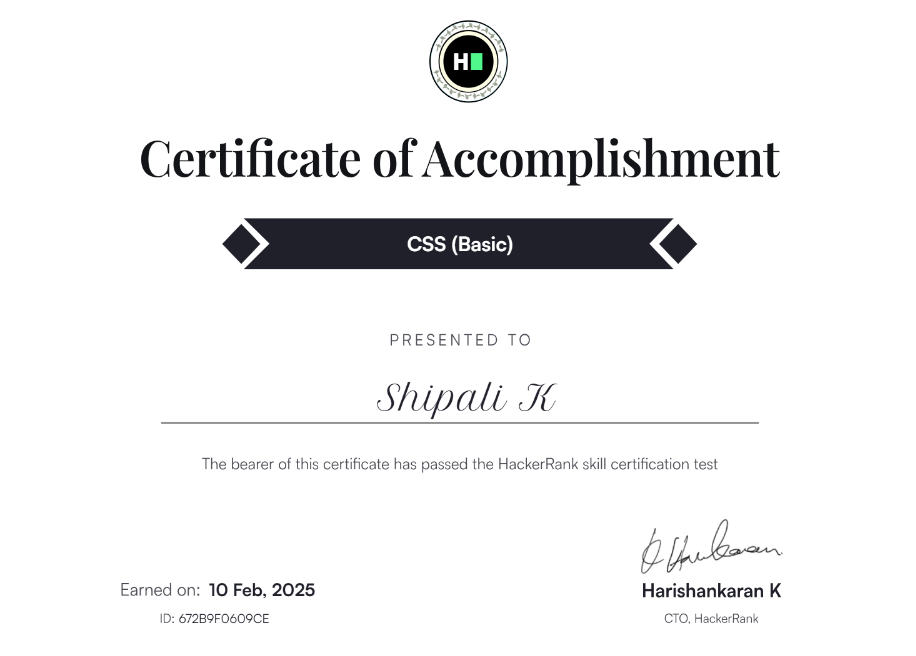 H
Certificate of Accomplishment
CSS (Basic)
PRESENTED TO
Shipali K
The bearer of this certificate has passed the HackerRank skill certification test
Earned on: 10 Feb, 2025
Harishankaran K
ID: 672B9F0609CE
CTO, HackerRank